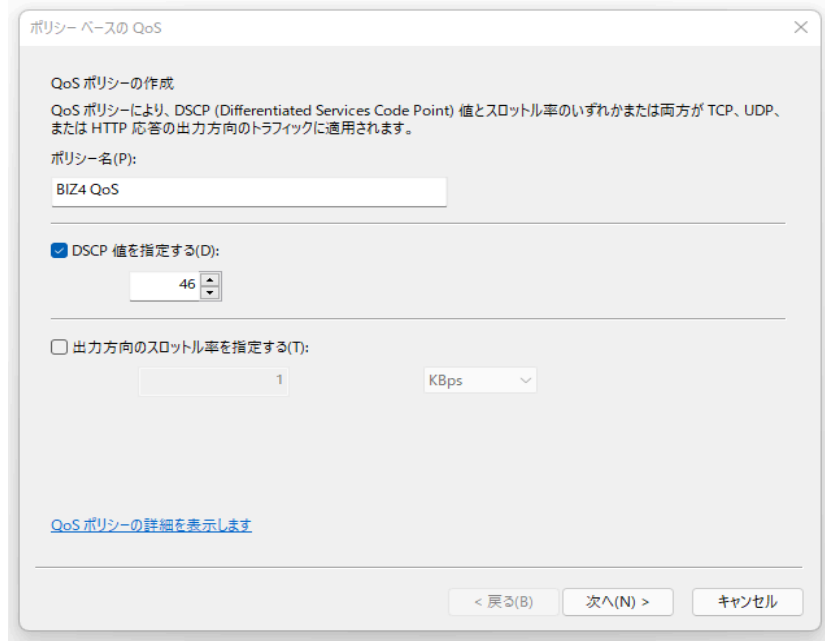 ポリシー ベースの QoS
QoS ポリシーの作成
QoS ポリシーにより、DSCP (Differentiated Services Code Point) 値とスロットル率のいずれかまたは両方が TCP、UDP、
または HTTP 応答の出力方向のトラフィックに適用されます。
ポリシー名(P):
BIZ4 QoS
DSCP 値を指定する(D):
46
出力方向のスロットル率を指定する(T):
1 KBps
QoS ポリシーの詳細を表示します
< 戻る(B) 次へ(N) > キャンセル